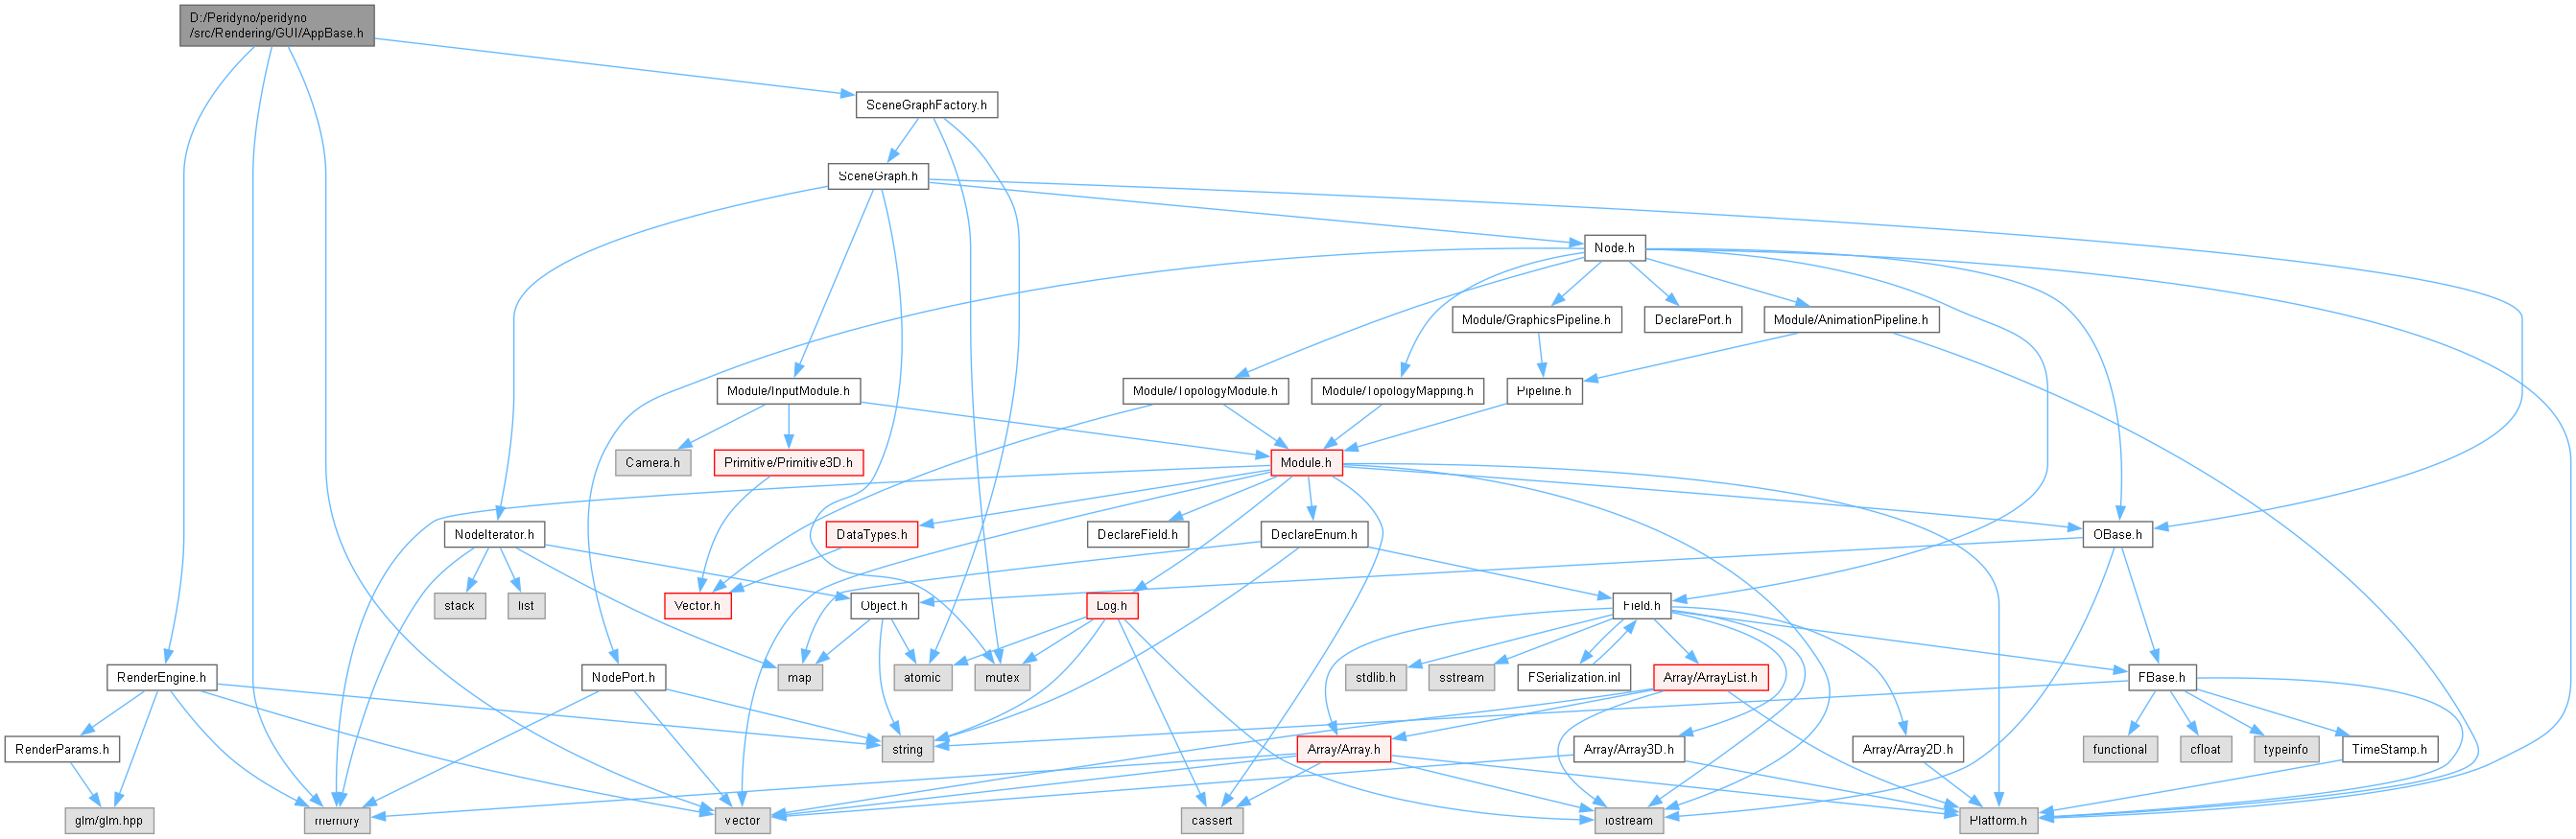 D:/Peridyno/peridyno
/src/Rendering/GUI/AppBase.h
SceneGraphFactory.h
SceneGraph.h
Node.h
Module/GraphicsPipeline.h
DeclarePort.h
Module/AnimationPipeline.h
Module/InputModule.h
Module/TopologyModule.h
Module/TopologyMapping.h
Pipeline.h
Camera.h
Primitive/Primitive3D.h
Module.h
NodeIterator.h
DataTypes.h
DeclareField.h
DeclareEnum.h
OBase.h
stack
list
Vector.h
Object.h
Log.h
Field.h
RenderEngine.h
NodePort.h
map
atomic
mutex
stdlib.h
sstream
FSerialization.inl
Array/ArrayList.h
FBase.h
RenderParams.h
string
Array/Array.h
Array/Array3D.h
Array/Array2D.h
functional
cfloat
typeinfo
TimeStamp.h
glm/glm.hpp
memory
vector
cassert
iostream
Platform.h